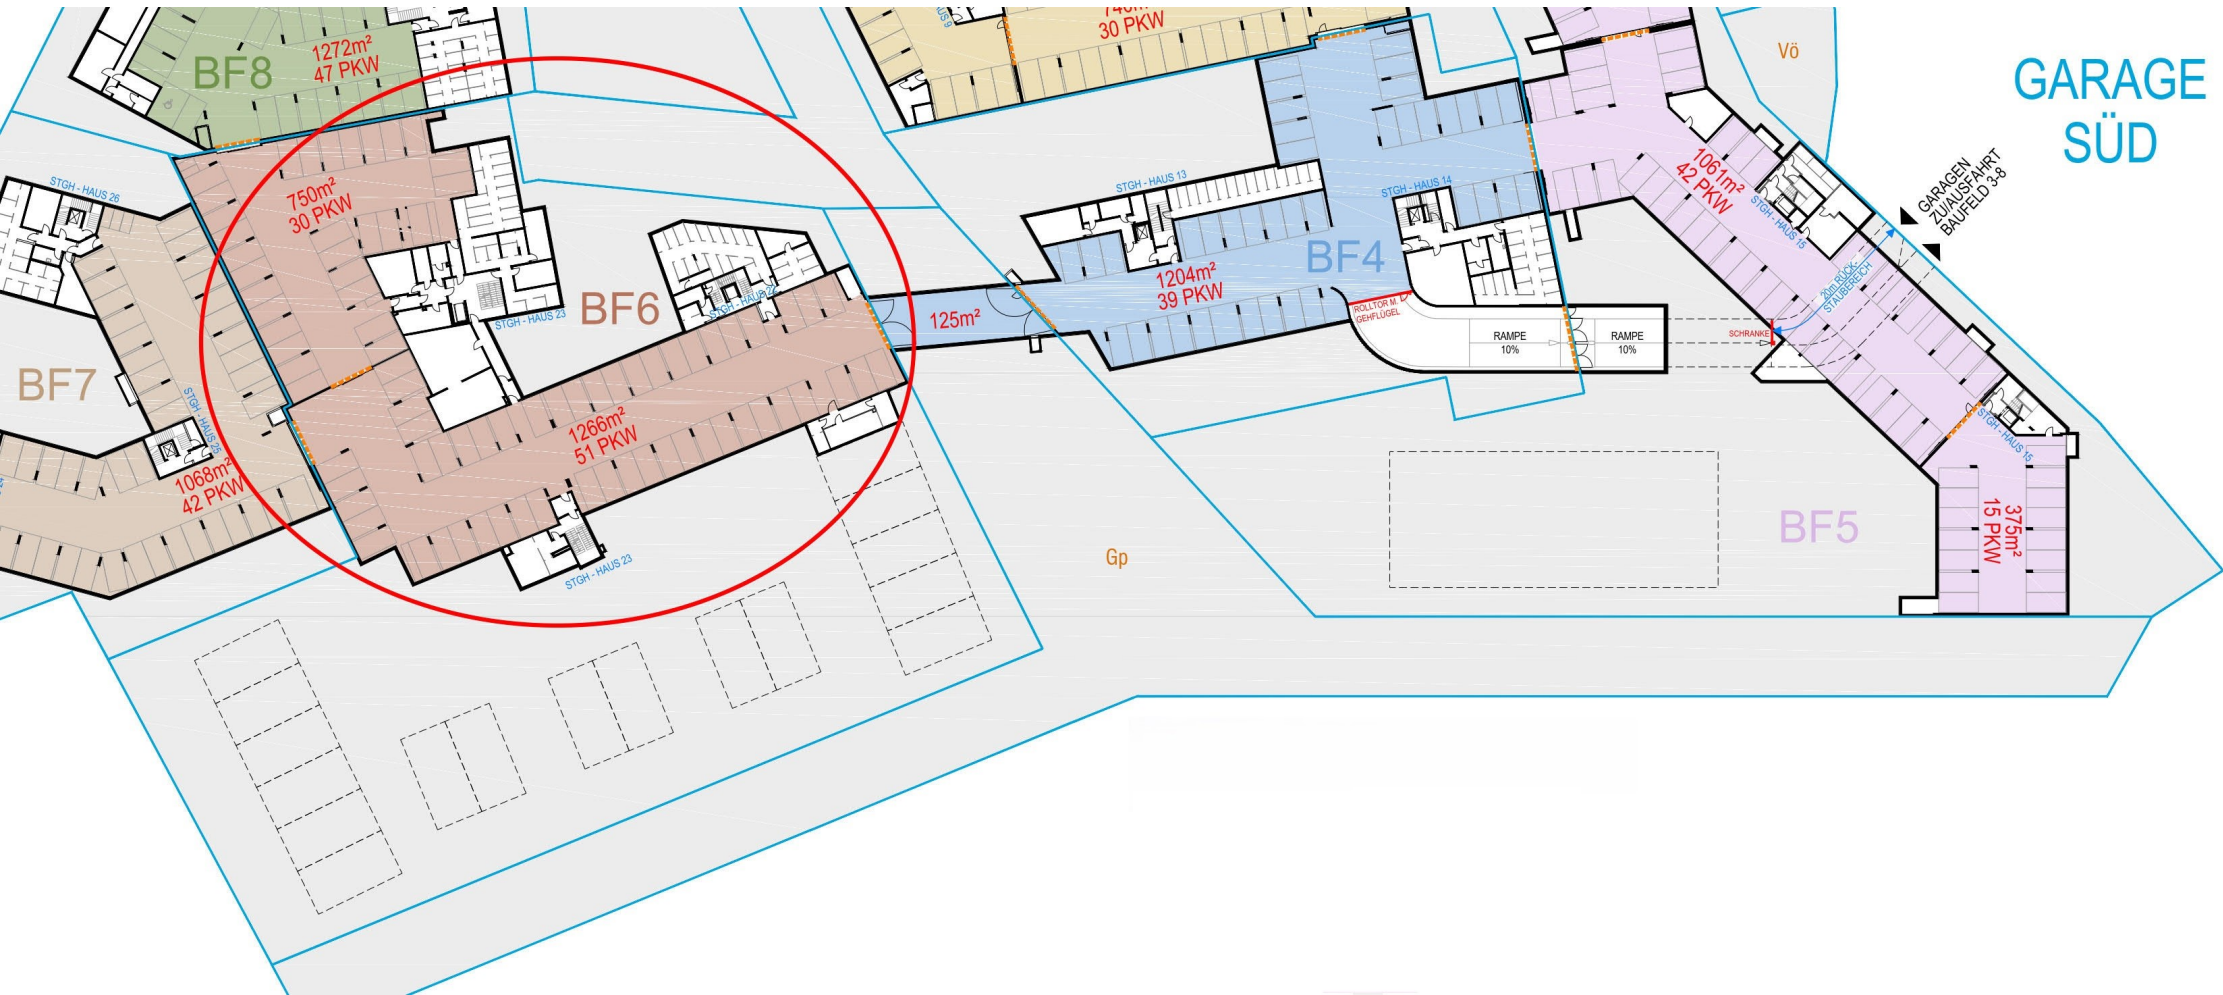 GARAGE
SÜD
Vö
30 PKW
BF8
1272m²
47 PKW
GARAGEN
ZU/AUSFAHRT
BAUFELD 3-8
STGH - HAUS 26
750m²
30 PKW
STGH - HAUS 13
STGH - HAUS 14
1061m²
42 PKW
STGH - HAUS 15
20m RÜCK-
STAUBEREICH
BF4
1204m²
39 PKW
BF6
STGH - HAUS 23
125m²
ROLLTOR M.
GEHFLÜGEL
RAMPE
10%
RAMPE
10%
SCHRANKE
BF7
STGH - HAUS 25
1068m²
42 PKW
1266m²
51 PKW
STGH - HAUS 15
STGH - HAUS 23
Gp
BF5
375m²
15 PKW